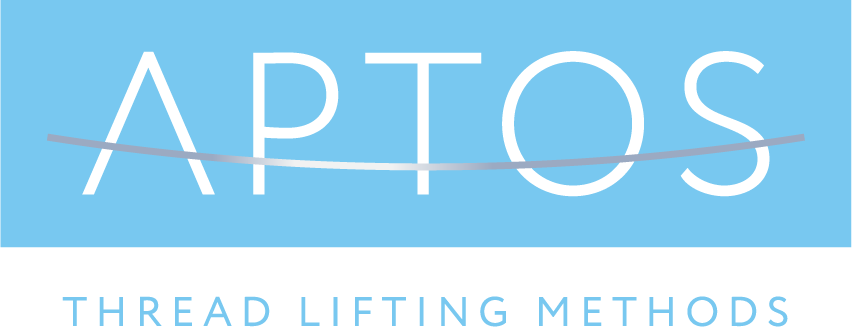 APTOS
THREAD LIFTING METHODS